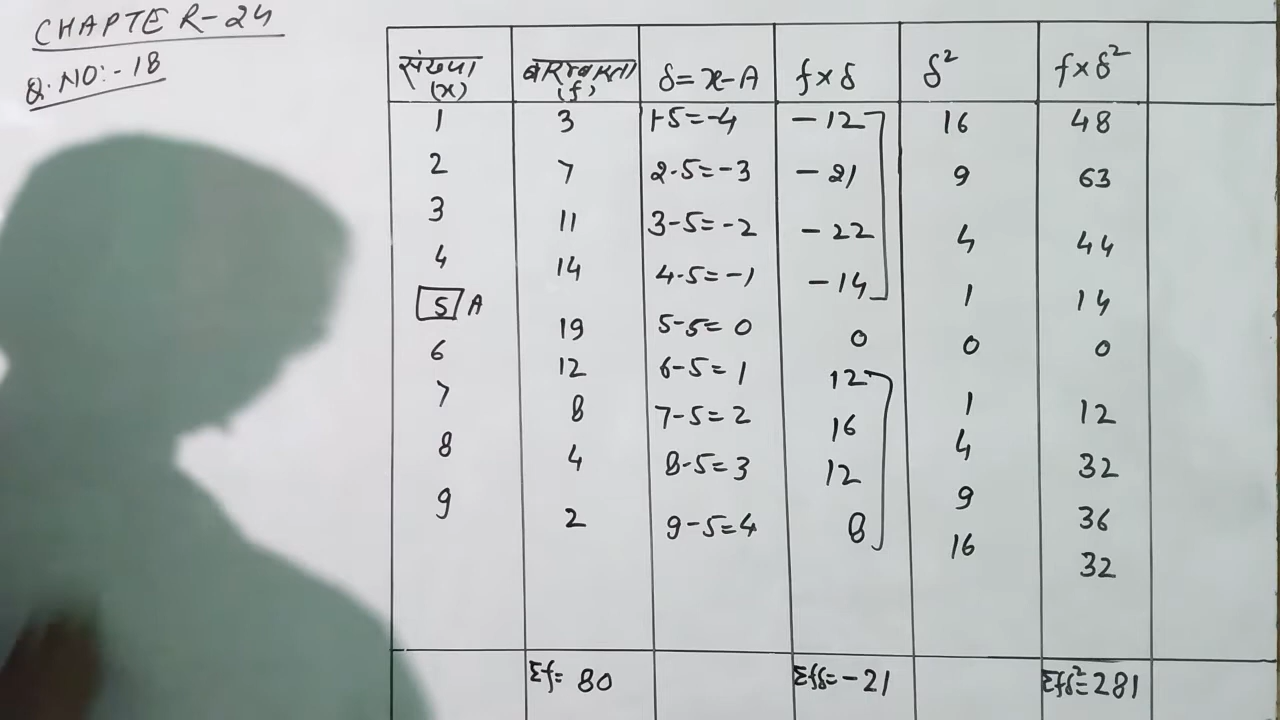 CHAPTER-24
Q.NO:-18
संख्या (x) बारम्बारता (f) δ=x-A f×δ δ² f×δ²
1 3 1-5=-4 -12 16 48
2 7 2-5=-3 -21 9 63
3 11 3-5=-2 -22 4 44
4 14 4-5=-1 -14 1 14
5 A 19 5-5=0 0 0 0
6 12 6-5=1 12 1 12
7 8 7-5=2 16 4 32
8 4 8-5=3 12 9 36
9 2 9-5=4 8 16 32
Σf=80 Σfδ=-21 Σfδ²=281